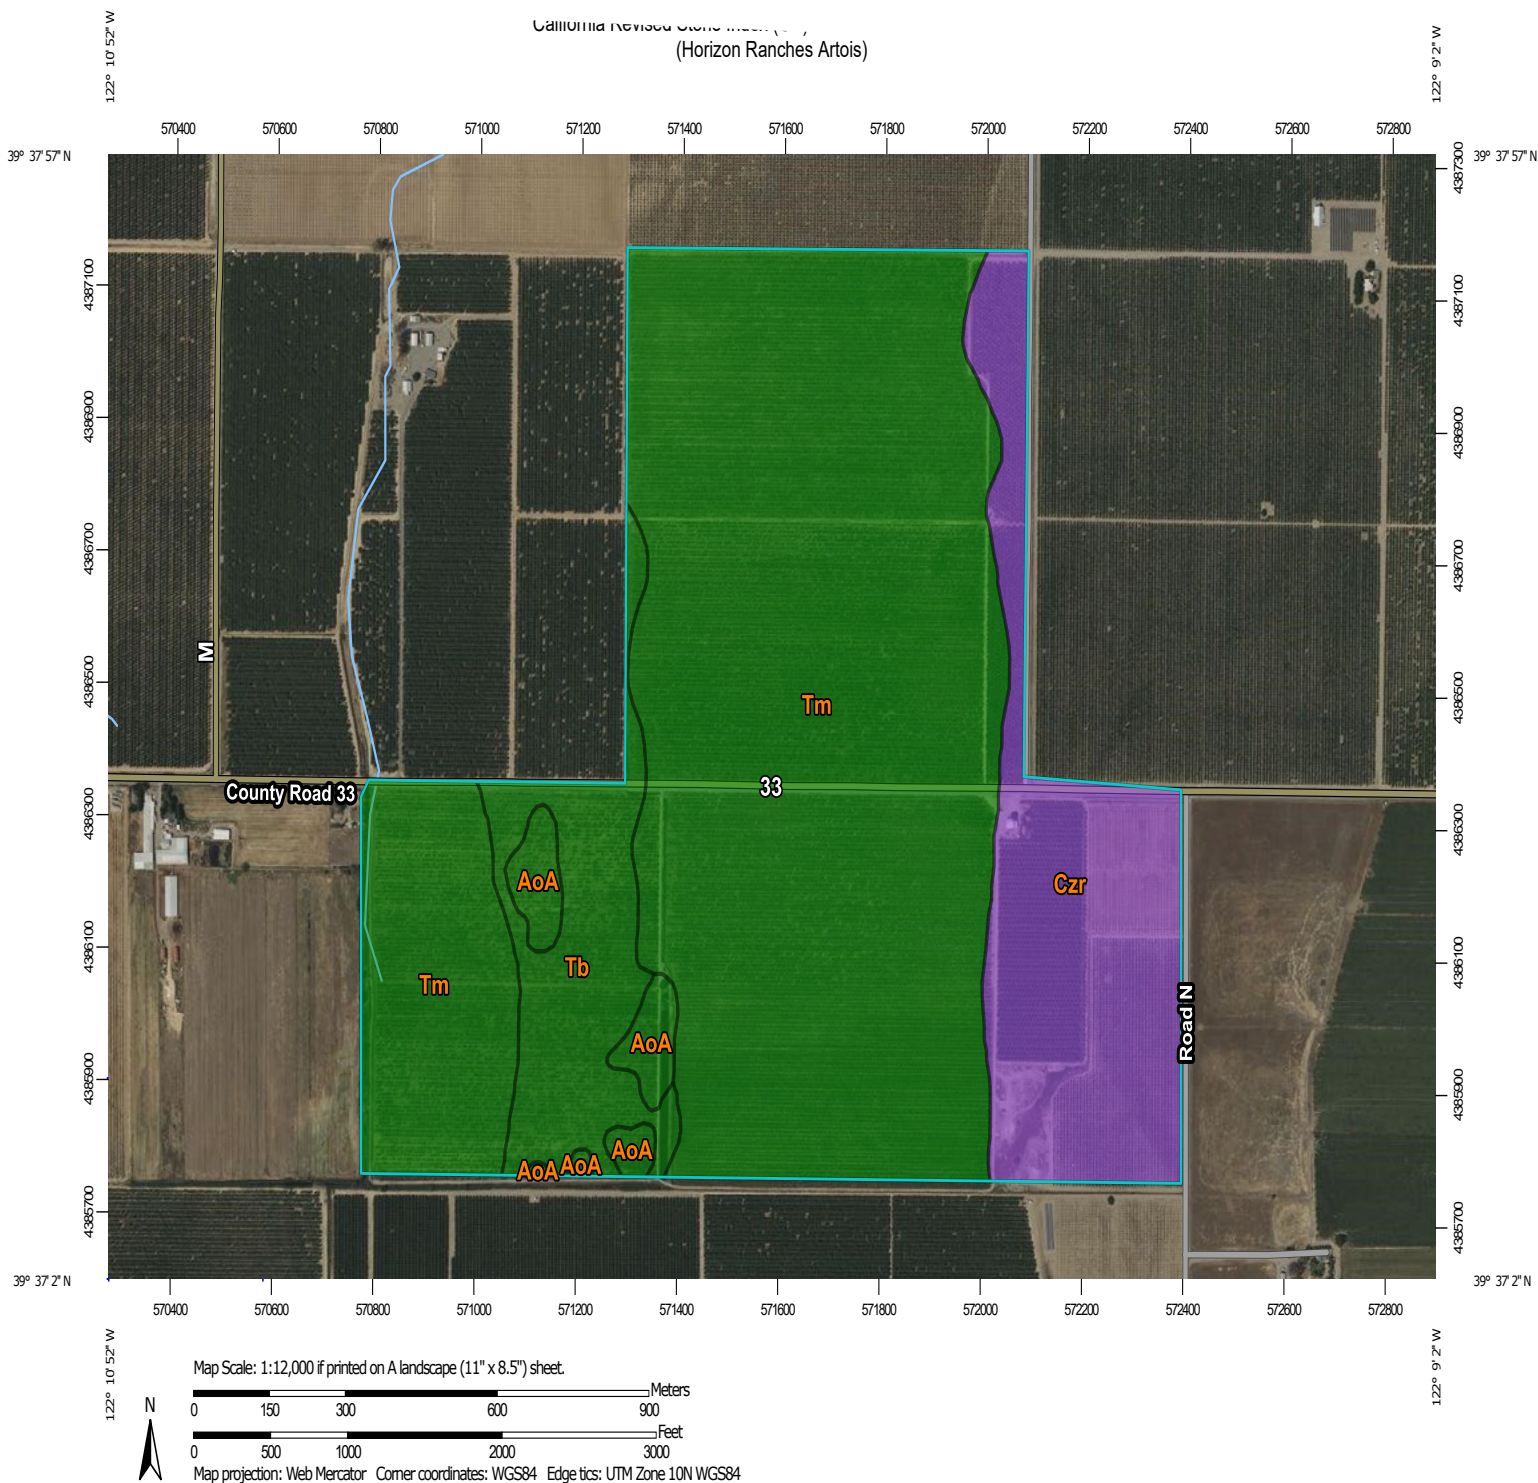 California Revised Storie Index
(Horizon Ranches Artois)
122° 10' 52" W
122° 9' 2" W
570400 570600 570800 571000 571200 571400 571600 571800 572000 572200 572400 572600 572800
39° 37' 57" N
39° 37' 57" N
4387300
4387100
4387100
4386900
4386900
4386700
4386700
4386500
4386500
4386300
4386300
4386100
4386100
4385900
4385900
4385700
4385700
M
Tm
County Road 33
33
AoA
Czr
Tb
Tm
Road N
AoA
AoA
AoA
AoA
39° 37' 2" N
39° 37' 2" N
570400 570600 570800 571000 571200 571400 571600 571800 572000 572200 572400 572600 572800
122° 10' 52" W
122° 9' 2" W
Map Scale: 1:12,000 if printed on A landscape (11" x 8.5") sheet.
Meters
N
0 150 300 600 900
Feet
0 500 1000 2000 3000
Map projection: Web Mercator Corner coordinates: WGS84 Edge tics: UTM Zone 10N WGS84